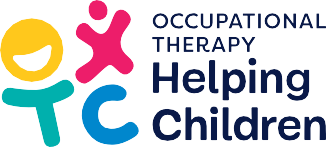 OCCUPATIONAL
THERAPY
Helping
Children